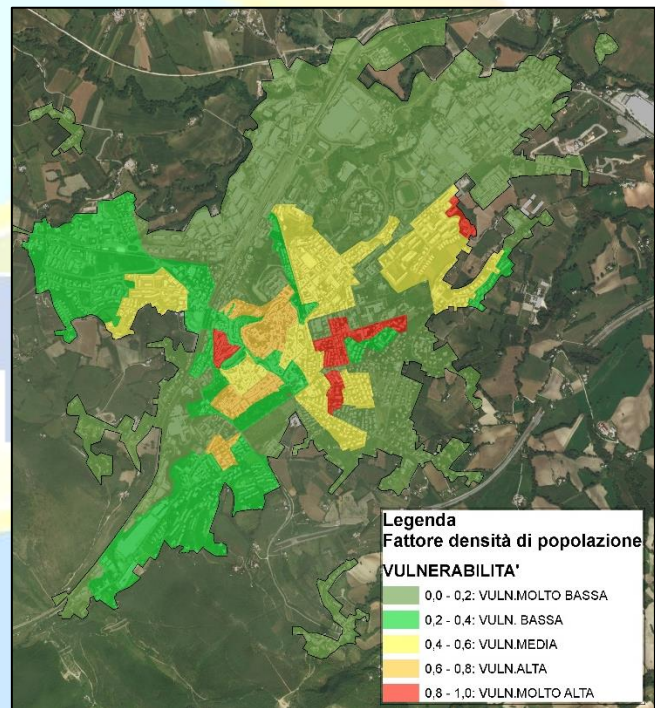 Legenda
Fattore densità di popolazione
VULNERABILITA'
0,0 - 0,2: VULN.MOLTO BASSA
0,2 - 0,4: VULN. BASSA
0,4 - 0,6: VULN.MEDIA
0,6 - 0,8: VULN.ALTA
0,8 - 1,0: VULN.MOLTO ALTA